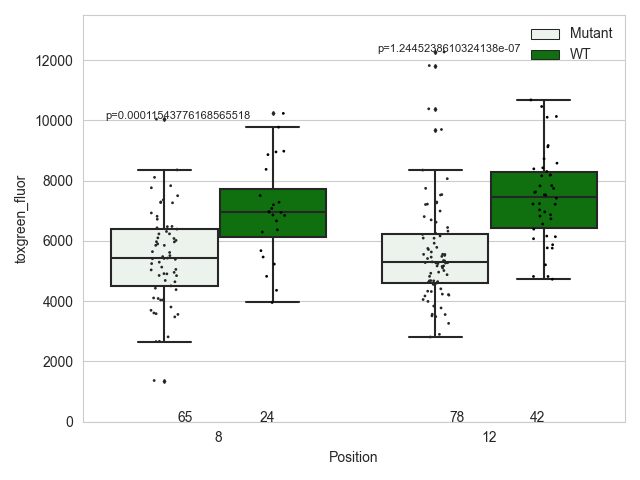 Mutant
WT
p=1.2445238610324138e-07
p=0.00011543776168565518
12000
10000
8000
6000
4000
2000
0
toxgreen_fluor
65 24 78 42
8 12
Position